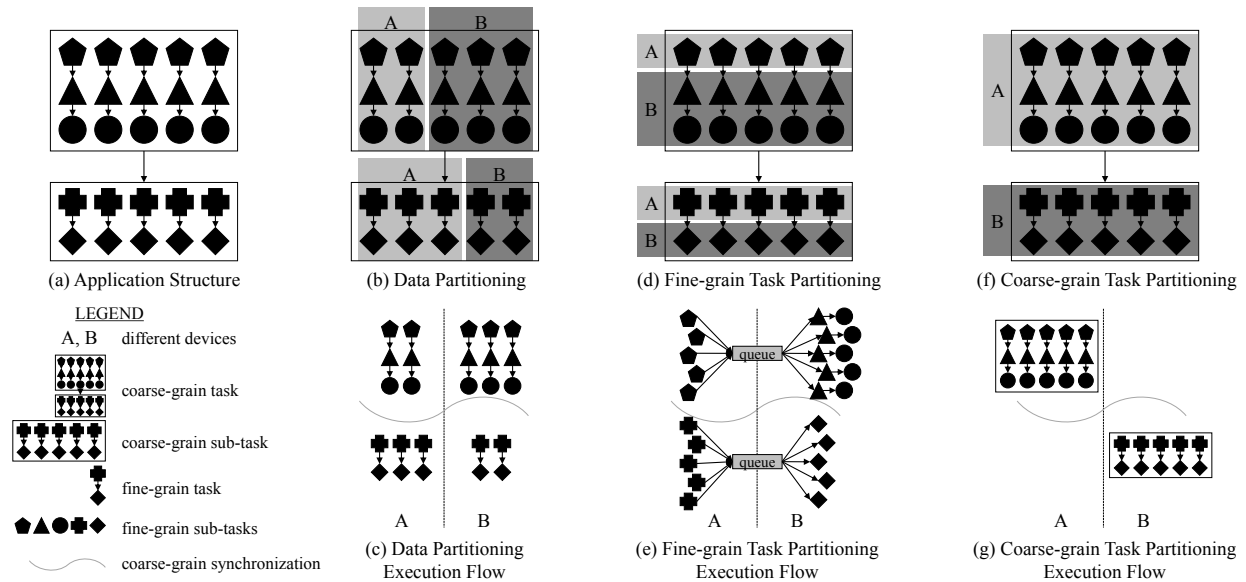 A
B
A
B
(a) Application Structure
(b) Data Partitioning
A
B
A
B
(d) Fine-grain Task Partitioning
A
B
(f) Coarse-grain Task Partitioning
LEGEND
A, B
different devices
coarse-grain task
coarse-grain sub-task
fine-grain task
fine-grain sub-tasks
coarse-grain synchronization
A
B
(c) Data Partitioning
Execution Flow
queue
queue
A
B
(e) Fine-grain Task Partitioning
Execution Flow
A
B
(g) Coarse-grain Task Partitioning
Execution Flow